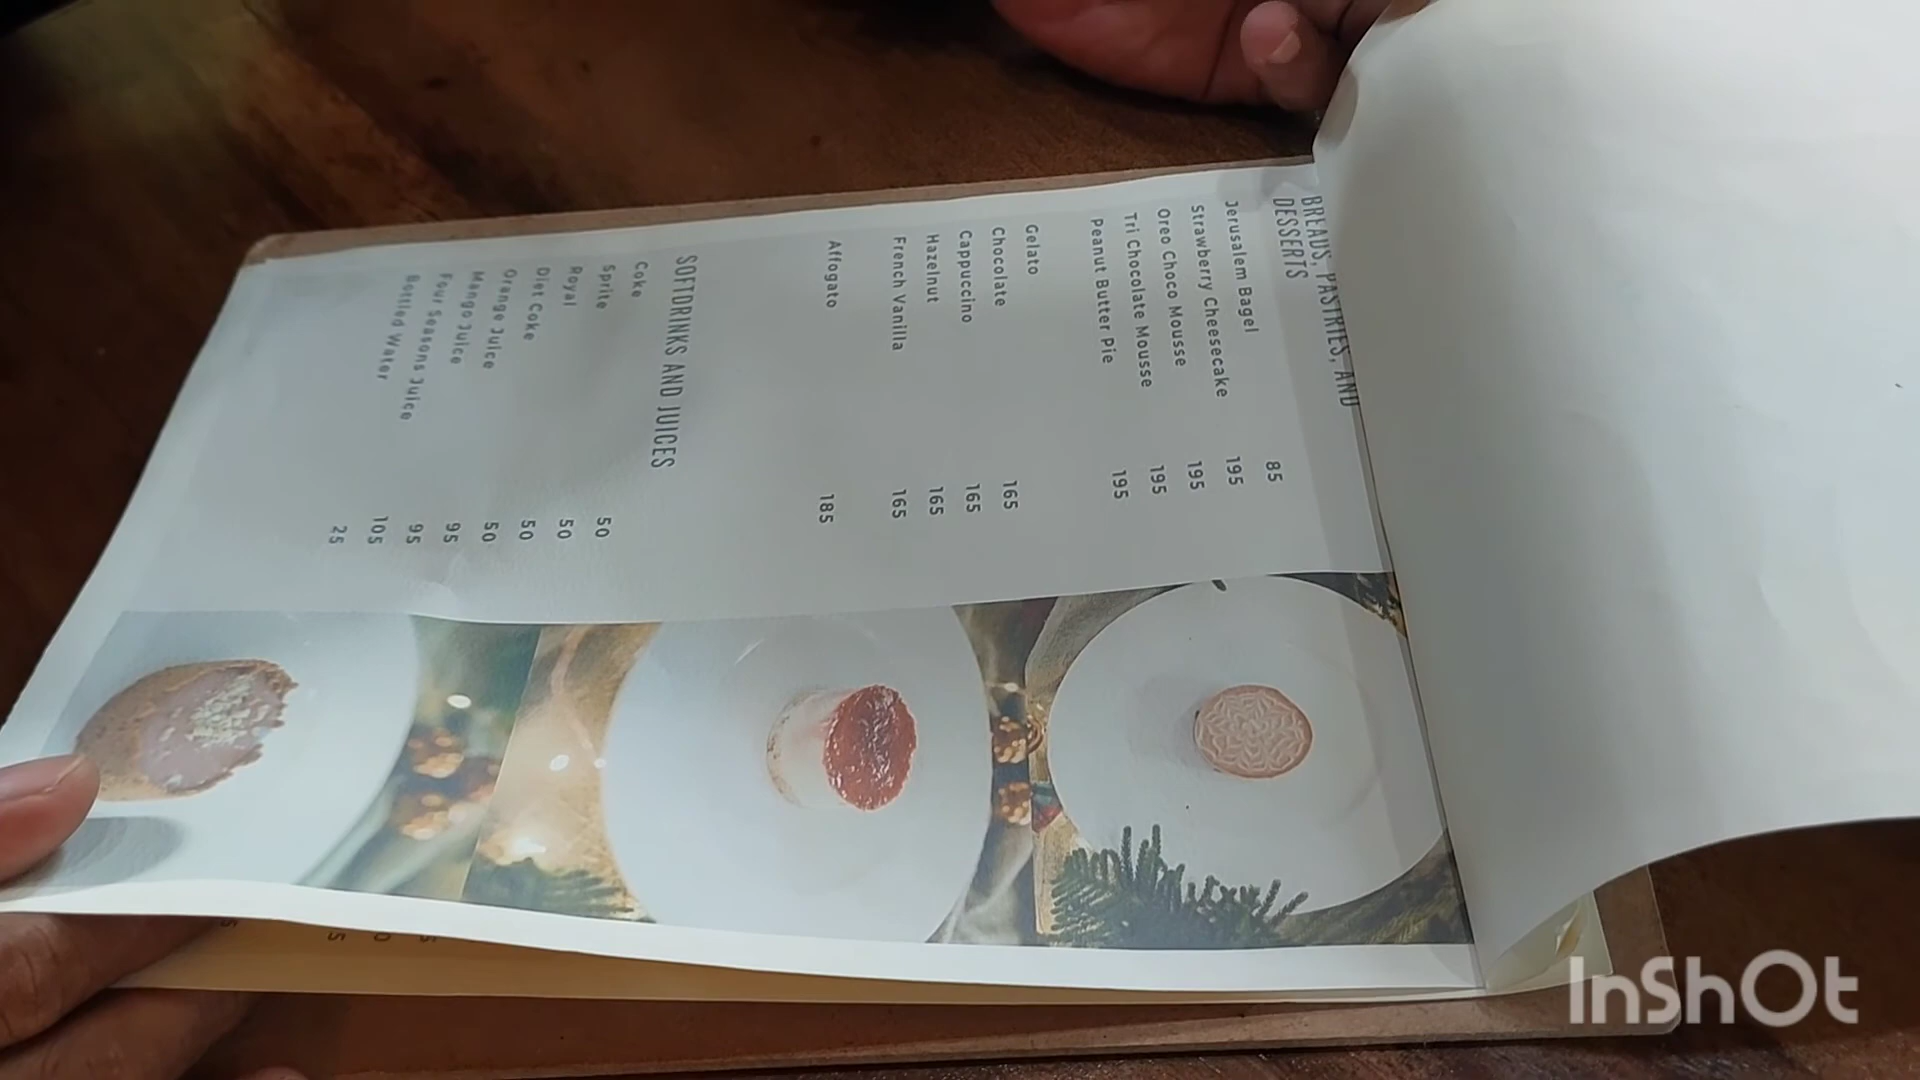 BREADS, PASTRIES, AND
DESSERTS
Jerusalem Bagel 85
Strawberry Cheesecake 195
Oreo Choco Mousse 195
Tri Chocolate Mousse 195
Peanut Butter Pie 195
Gelato
Chocolate 165
Cappuccino 165
Hazelnut 165
French Vanilla 165
Affogato 185
SOFTDRINKS AND JUICES
Coke 50
Sprite 50
Royal 50
Diet Coke 50
Orange Juice 95
Mango Juice 95
Four Seasons Juice 105
Bottled Water 25
InShOt